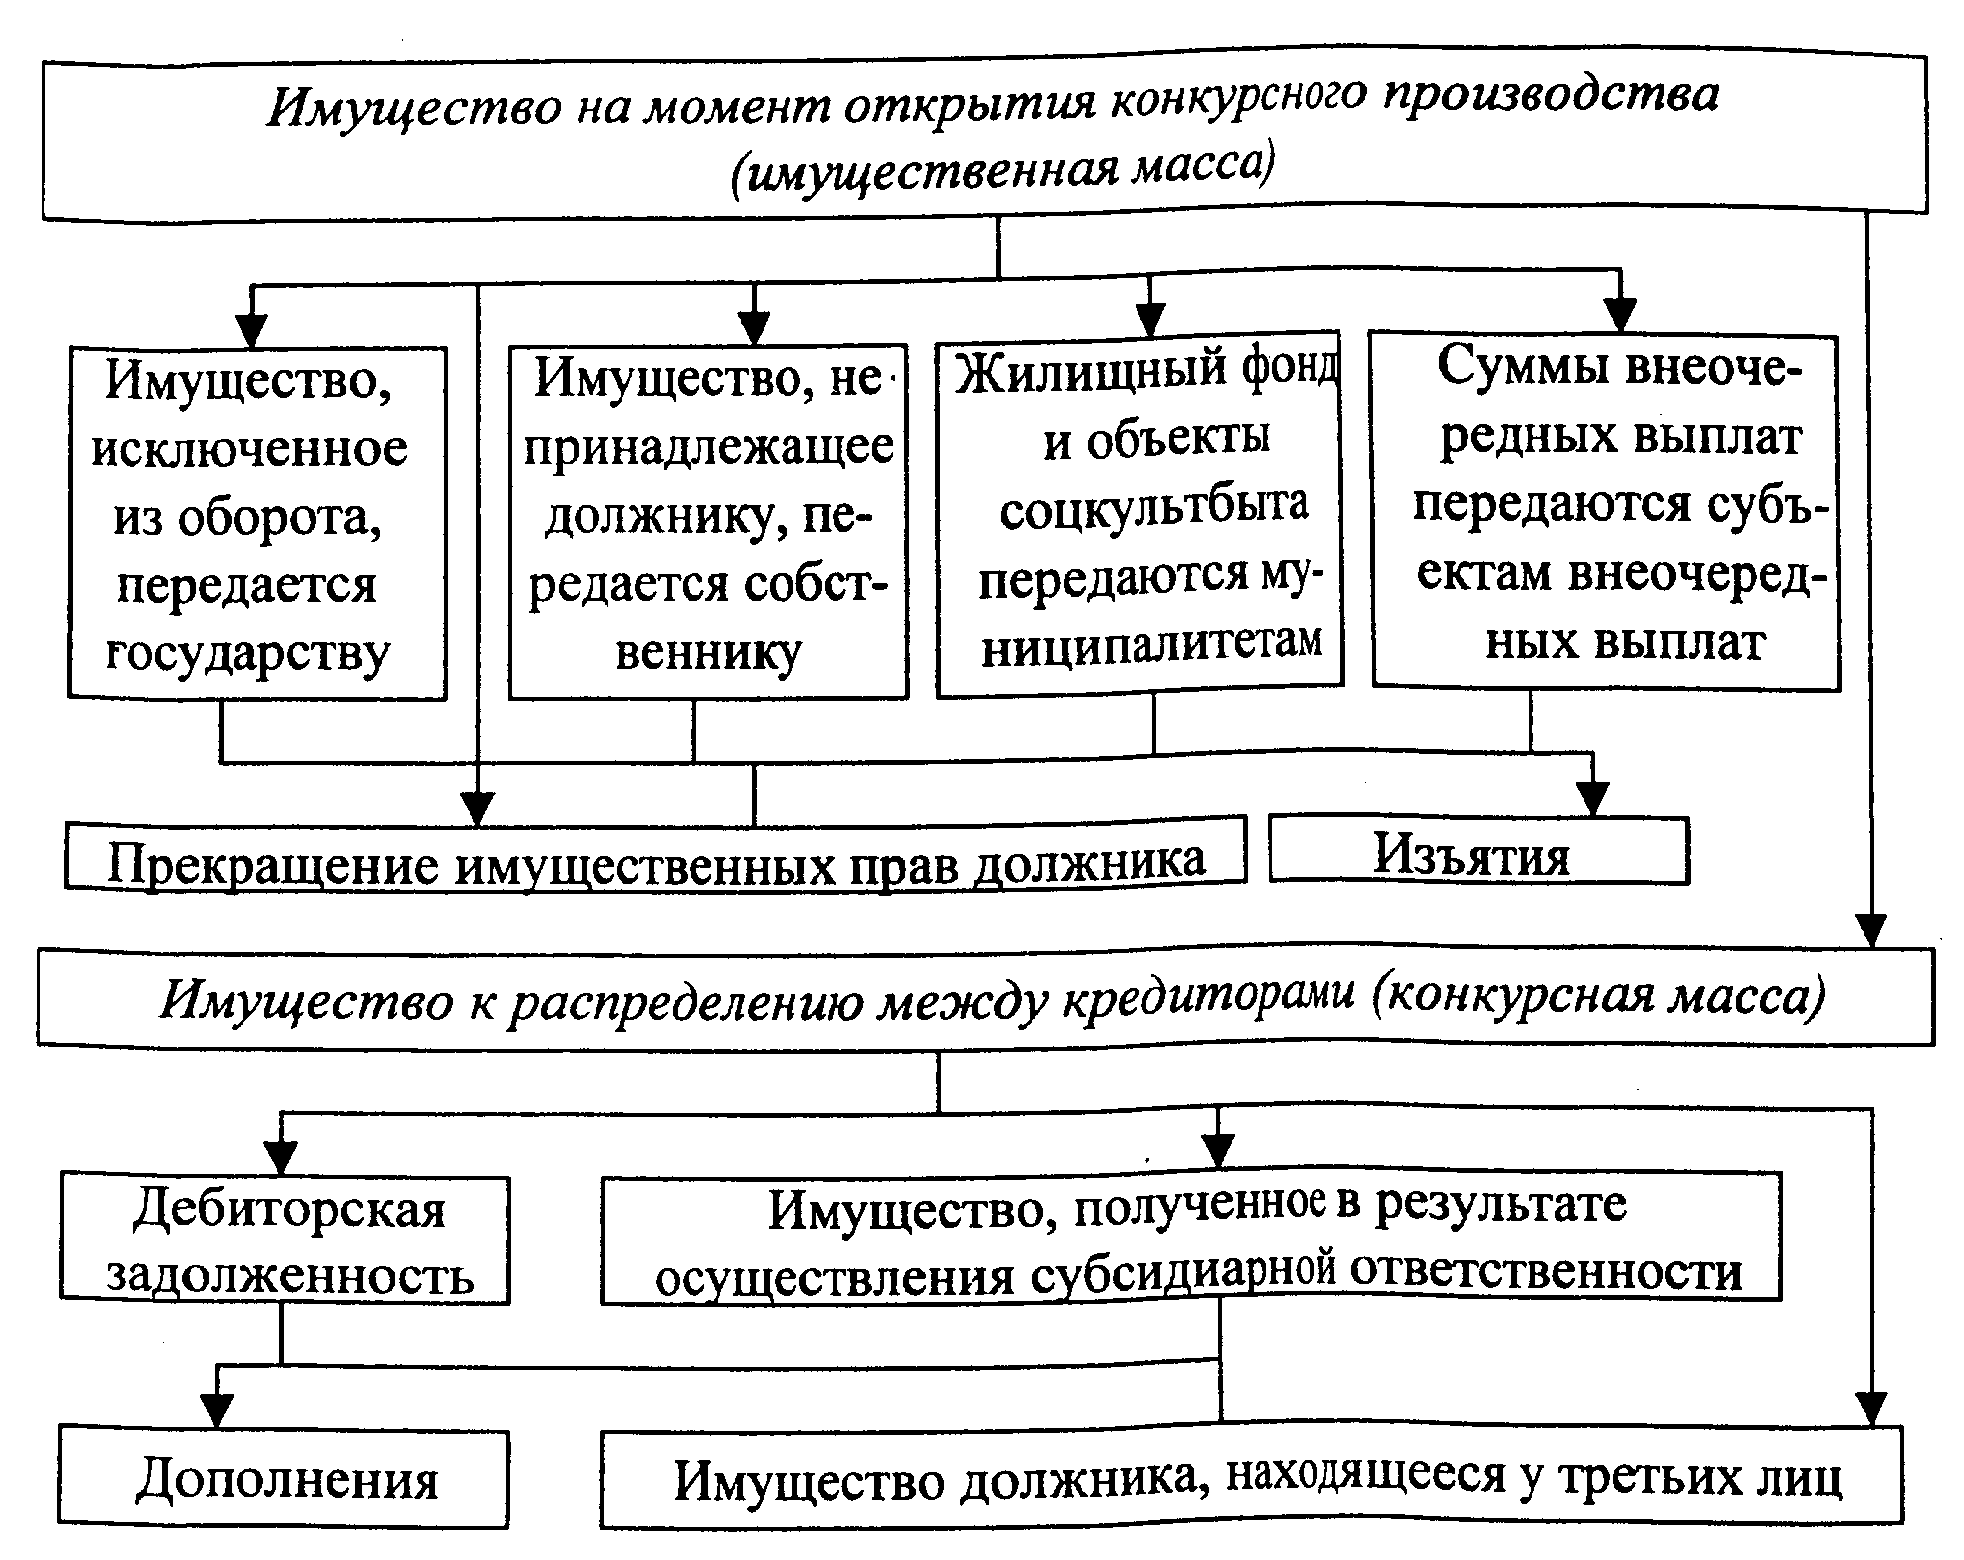 Имущество на момент открытия конкурсного производства
(имущественная масса)
Имущество,
исключенное
из оборота,
передается
государству
Имущество, не
принадлежащее
должнику, пе-
редается собст-
веннику
Жилищный фонд
и объекты
соцкультбыта
передаются му-
ниципалитетам
Суммы внеоче-
редных выплат
передаются субъ-
ектам внеочеред-
ных выплат
Прекращение имущественных прав должника
Изъятия
Имущество к распределению между кредиторами (конкурсная масса)
Дебиторская
задолженность
Имущество, полученное в результате
осуществления субсидиарной ответственности
Дополнения
Имущество должника, находящееся у третьих лиц